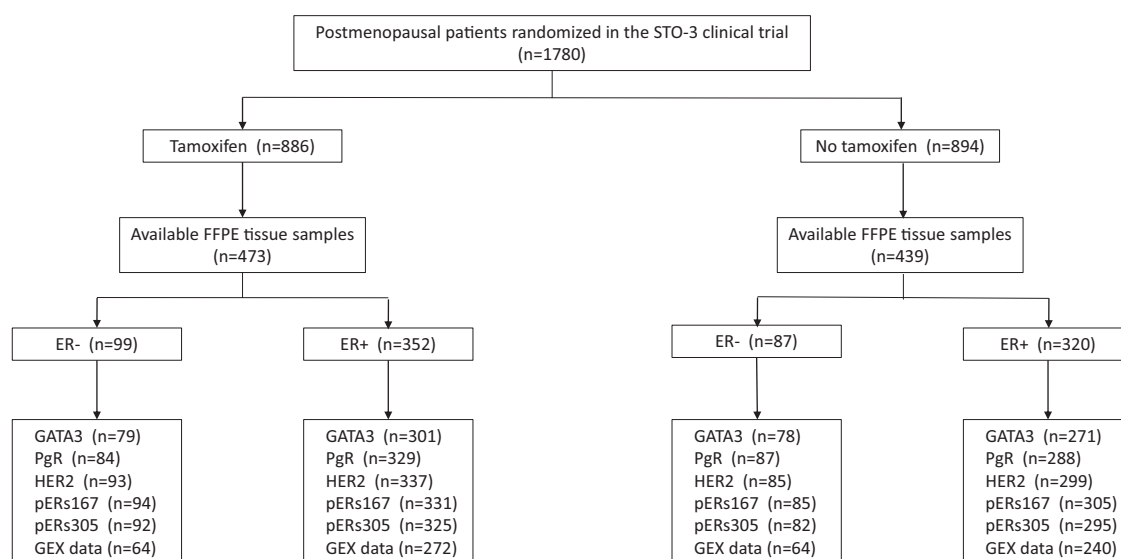 Postmenopausal patients randomized in the STO-3 clinical trial
(n=1780)
Tamoxifen (n=886)
No tamoxifen (n=894)
Available FFPE tissue samples
(n=473)
Available FFPE tissue samples
(n=439)
ER- (n=99)
ER+ (n=352)
ER- (n=87)
ER+ (n=320)
GATA3 (n=79)
PgR (n=84)
HER2 (n=93)
pERs167 (n=94)
pERs305 (n=92)
GEX data (n=64)
GATA3 (n=301)
PgR (n=329)
HER2 (n=337)
pERs167 (n=331)
pERs305 (n=325)
GEX data (n=272)
GATA3 (n=78)
PgR (n=87)
HER2 (n=85)
pERs167 (n=85)
pERs305 (n=82)
GEX data (n=64)
GATA3 (n=271)
PgR (n=288)
HER2 (n=299)
pERs167 (n=305)
pERs305 (n=295)
GEX data (n=240)